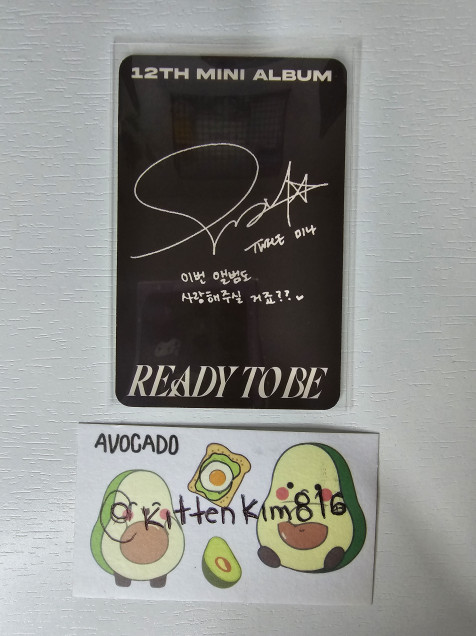 12TH MINI ALBUM
TWICE 미나
이번 앨범도
사랑해주실 거죠??♥
READY TO BE
AVOCADO
@kittenkim816